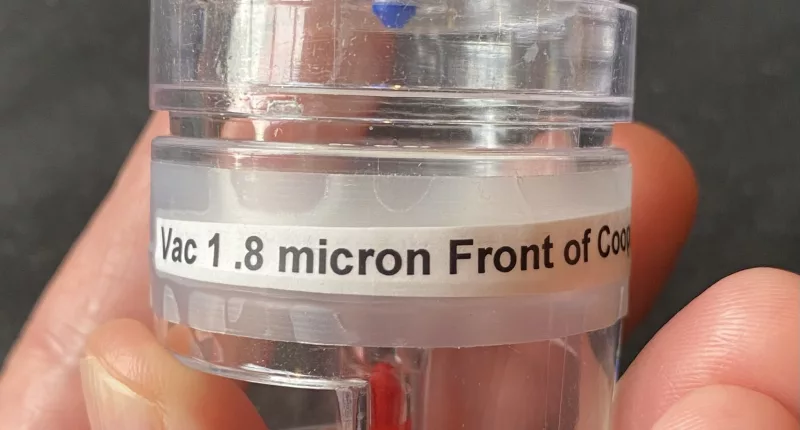 Vac 1 .8 micron Front of Coop